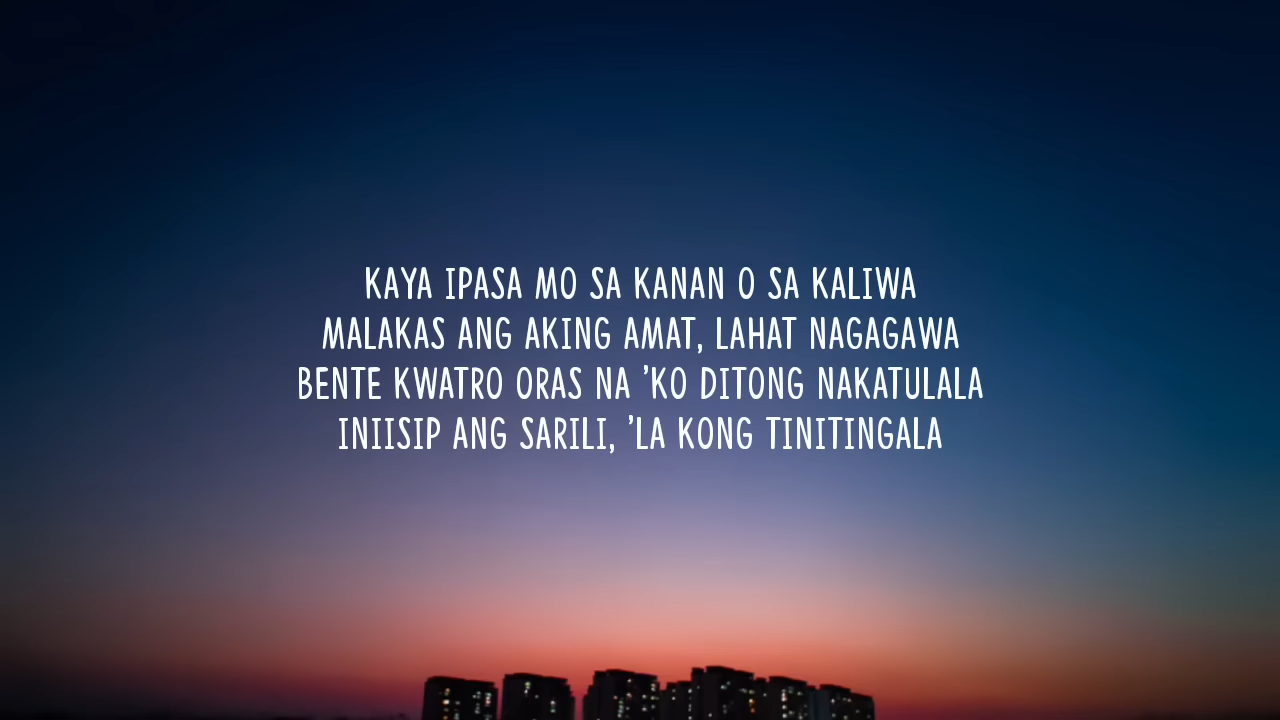 KAYA IPASA MO SA KANAN O SA KALIWA
MALAKAS ANG AKING AMAT, LAHAT NAGAGAWA
BENTE KWATRO ORAS NA 'KO DITONG NAKATULALA
INIISIP ANG SARILI, 'LA KONG TINITINGALA